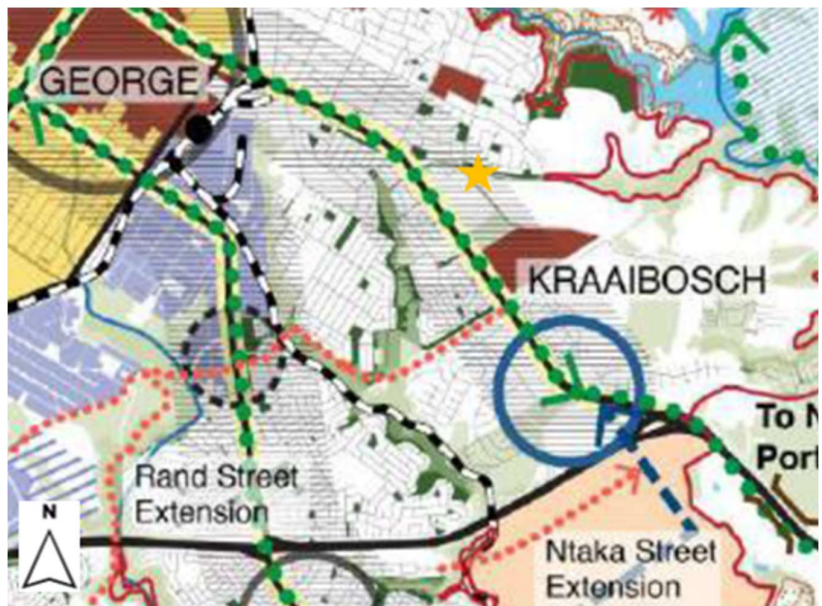 GEORGE
KRAAIBOSCH
To N
Port
Rand Street
Extension
N
Ntaka Street
Extension